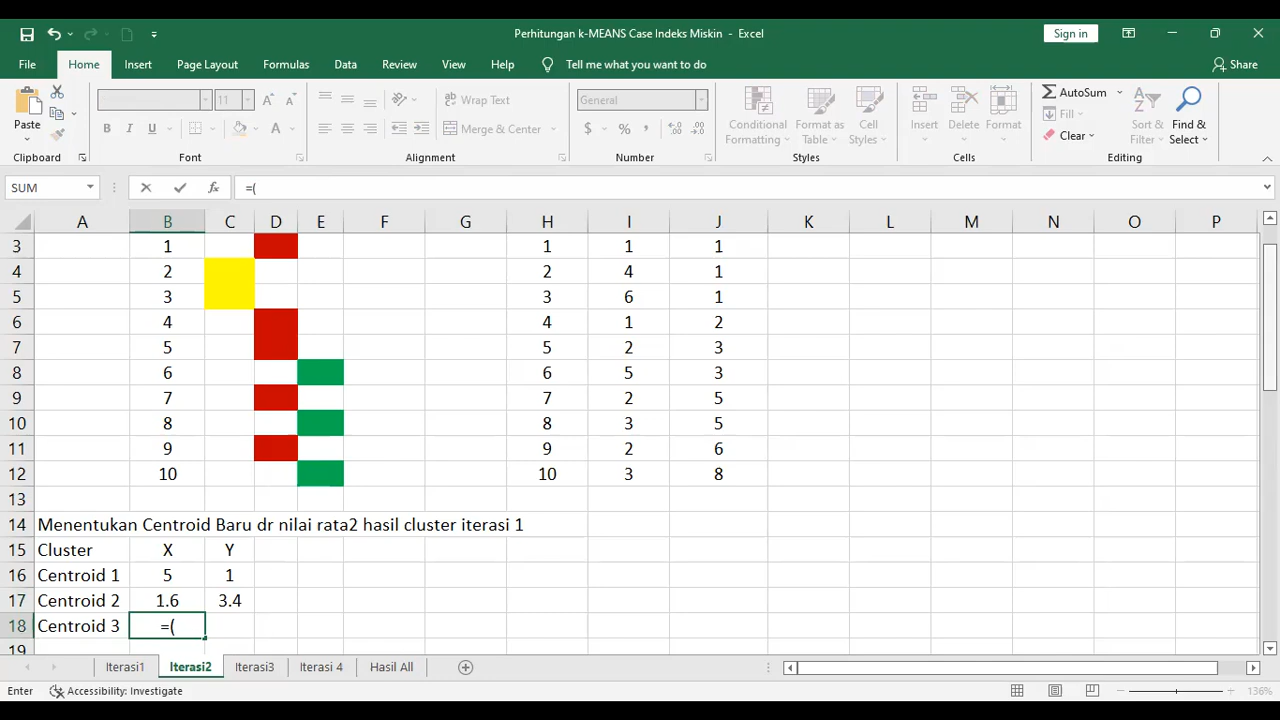 Perhitungan k-MEANS Case Indeks Miskin - Excel
Sign in
File Home Insert Page Layout Formulas Data Review View Help Tell me what you want to do Share
Paste
Clipboard
11
B I U
A A
Font
Wrap Text
Merge & Center
Alignment
General
$ % ,
Number
Conditional Formatting
Format as Table
Cell Styles
Styles
Insert
Delete
Format
Cells
AutoSum
Fill
Clear
Sort & Filter
Find & Select
Editing
SUM fx =(
A B C D E F G H I J K L M N O P
3 1 1 1 1
4 2 2 4 1
5 3 3 6 1
6 4 4 1 2
7 5 5 2 3
8 6 6 5 3
9 7 7 2 5
10 8 8 3 5
11 9 9 2 6
12 10 10 3 8
13
14 Menentukan Centroid Baru dr nilai rata2 hasil cluster iterasi 1
15 Cluster X Y
16 Centroid 1 5 1
17 Centroid 2 1.6 3.4
18 Centroid 3 =(
19
Iterasi1 Iterasi2 Iterasi3 Iterasi 4 Hasil All
Enter Accessibility: Investigate 136%